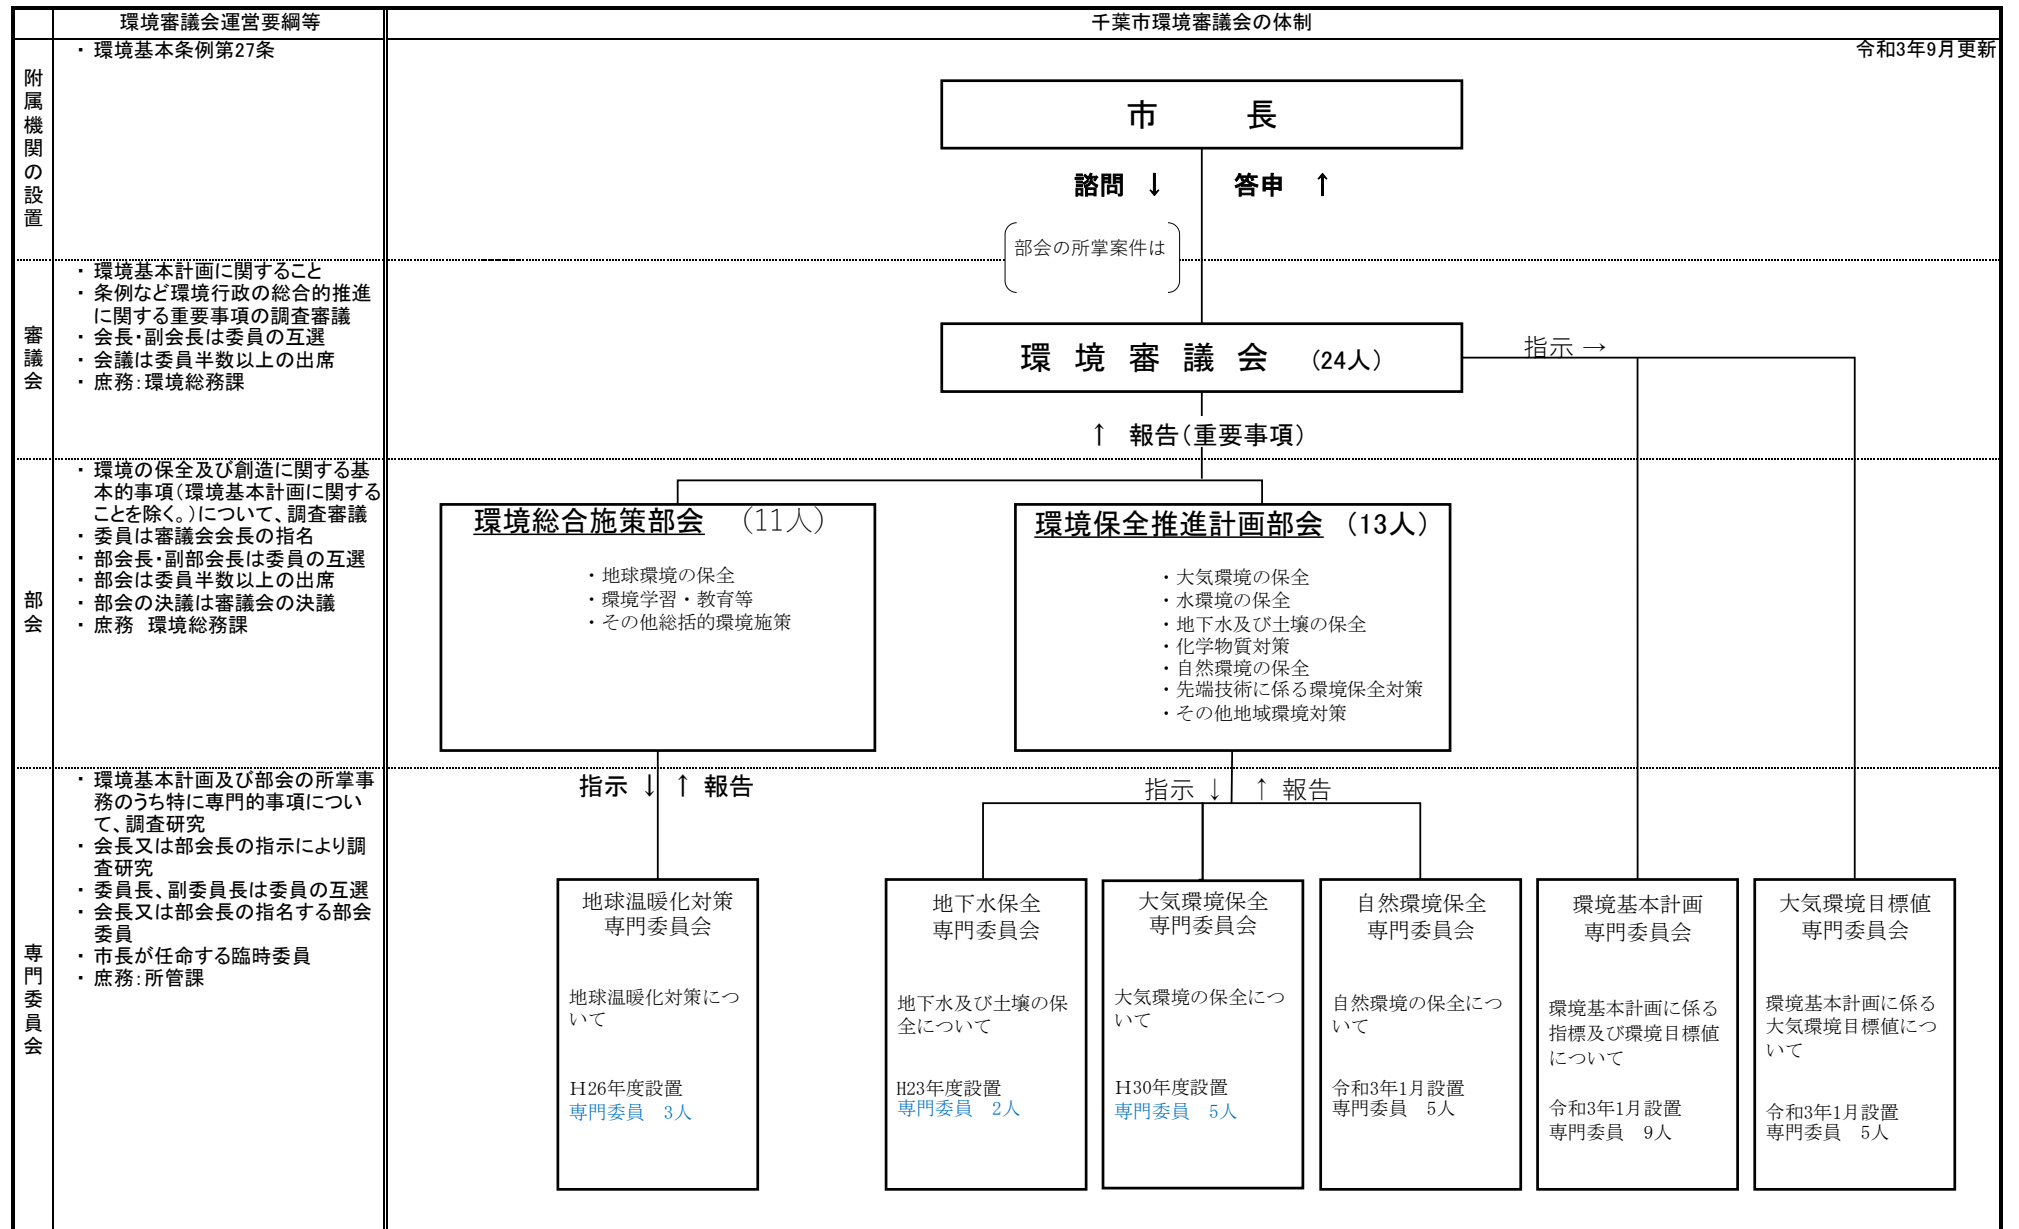 環境審議会運営要綱等
千葉市環境審議会の体制
附属機関の設置
・ 環境基本条例第27条
令和3年9月更新
市　　長
諮問 ↓
答申 ↑
部会の所掌案件は
審議会
・ 環境基本計画に関すること
・ 条例など環境行政の総合的推進
に関する重要事項の調査審議
・ 会長・副会長は委員の互選
・ 会議は委員半数以上の出席
・ 庶務：環境総務課
環 境 審 議 会 （24人）
指示 →
↑ 報告（重要事項）
部会
・ 環境の保全及び創造に関する基
本的事項（環境基本計画に関する
ことを除く。）について、調査審議
・ 委員は審議会会長の指名
・ 部会長・副部会長は委員の互選
・ 部会は委員半数以上の出席
・ 部会の決議は審議会の決議
・ 庶務　環境総務課
環境総合施策部会 （11人）
・地球環境の保全
・環境学習・教育等
・その他総括的環境施策
環境保全推進計画部会 （13人）
・大気環境の保全
・水環境の保全
・地下水及び土壌の保全
・化学物質対策
・自然環境の保全
・先端技術に係る環境保全対策
・その他地域環境対策
専門委員会
・ 環境基本計画及び部会の所掌事
務のうち特に専門的事項につい
て、調査研究
・ 会長又は部会長の指示により調
査研究
・ 委員長、副委員長は委員の互選
・ 会長又は部会長の指名する部会
委員
・ 市長が任命する臨時委員
・ 庶務：所管課
指示 ↓ ↑ 報告
指示 ↓ ↑ 報告
地球温暖化対策
専門委員会
地球温暖化対策につ
いて
Ｈ26年度設置
専門委員　3人
地下水保全
専門委員会
地下水及び土壌の保
全について
H23年度設置
専門委員　2人
大気環境保全
専門委員会
大気環境の保全につ
いて
Ｈ30年度設置
専門委員　5人
自然環境保全
専門委員会
自然環境の保全につ
いて
令和3年1月設置
専門委員　5人
環境基本計画
専門委員会
環境基本計画に係る
指標及び環境目標値
について
令和3年1月設置
専門委員　9人
大気環境目標値
専門委員会
環境基本計画に係る
大気環境目標値につ
いて
令和3年1月設置
専門委員　5人